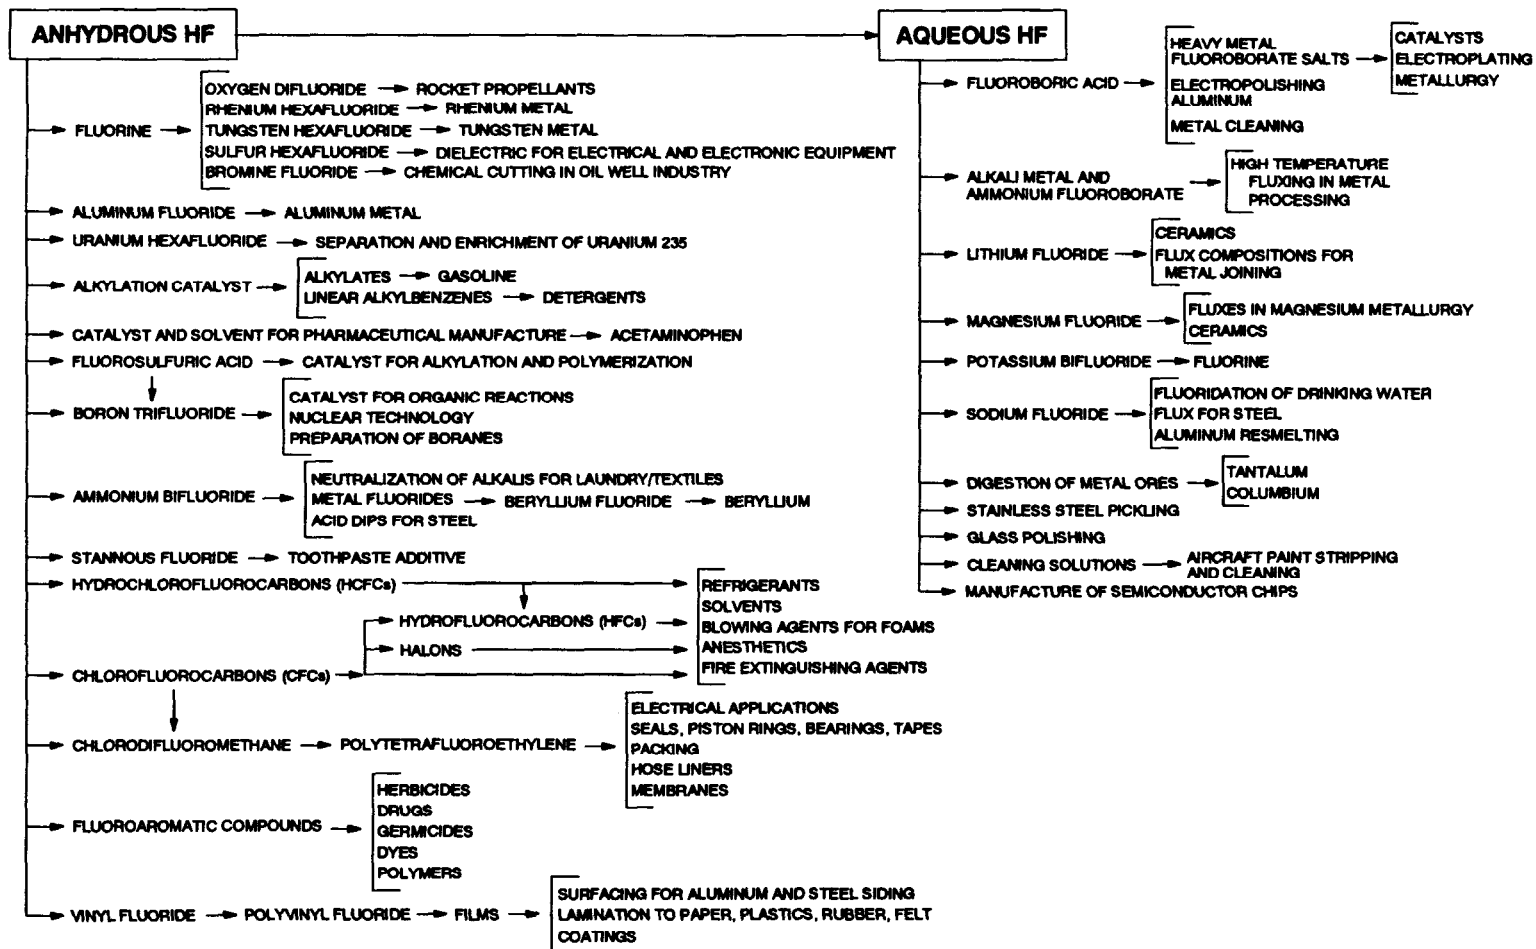 ANHYDROUS HF
FLUORINE
OXYGEN DIFLUORIDE ROCKET PROPELLANTS
RHENIUM HEXAFLUORIDE RHENIUM METAL
TUNGSTEN HEXAFLUORIDE TUNGSTEN METAL
SULFUR HEXAFLUORIDE DIELECTRIC FOR ELECTRICAL AND ELECTRONIC EQUIPMENT
BROMINE FLUORIDE CHEMICAL CUTTING IN OIL WELL INDUSTRY
ALUMINUM FLUORIDE ALUMINUM METAL
URANIUM HEXAFLUORIDE SEPARATION AND ENRICHMENT OF URANIUM 235
ALKYLATION CATALYST
ALKYLATES GASOLINE
LINEAR ALKYLBENZENES DETERGENTS
CATALYST AND SOLVENT FOR PHARMACEUTICAL MANUFACTURE ACETAMINOPHEN
FLUOROSULFURIC ACID CATALYST FOR ALKYLATION AND POLYMERIZATION
BORON TRIFLUORIDE
CATALYST FOR ORGANIC REACTIONS
NUCLEAR TECHNOLOGY
PREPARATION OF BORANES
AMMONIUM BIFLUORIDE
NEUTRALIZATION OF ALKALIS FOR LAUNDRY/TEXTILES
METAL FLUORIDES BERYLLIUM FLUORIDE BERYLLIUM
ACID DIPS FOR STEEL
STANNOUS FLUORIDE TOOTHPASTE ADDITIVE
HYDROCHLOROFLUOROCARBONS (HCFCs)
HYDROFLUOROCARBONS (HFCs)
HALONS
CHLOROFLUOROCARBONS (CFCs)
REFRIGERANTS
SOLVENTS
BLOWING AGENTS FOR FOAMS
ANESTHETICS
FIRE EXTINGUISHING AGENTS
CHLORODIFLUOROMETHANE POLYTETRAFLUOROETHYLENE
ELECTRICAL APPLICATIONS
SEALS, PISTON RINGS, BEARINGS, TAPES
PACKING
HOSE LINERS
MEMBRANES
FLUOROAROMATIC COMPOUNDS
HERBICIDES
DRUGS
GERMICIDES
DYES
POLYMERS
VINYL FLUORIDE POLYVINYL FLUORIDE FILMS
SURFACING FOR ALUMINUM AND STEEL SIDING
LAMINATION TO PAPER, PLASTICS, RUBBER, FELT
COATINGS
AQUEOUS HF
FLUOROBORIC ACID
HEAVY METAL
FLUOROBORATE SALTS
ELECTROPOLISHING
ALUMINUM
METAL CLEANING
CATALYSTS
ELECTROPLATING
METALLURGY
ALKALI METAL AND
AMMONIUM FLUOROBORATE
HIGH TEMPERATURE
FLUXING IN METAL
PROCESSING
LITHIUM FLUORIDE
CERAMICS
FLUX COMPOSITIONS FOR
METAL JOINING
MAGNESIUM FLUORIDE
FLUXES IN MAGNESIUM METALLURGY
CERAMICS
POTASSIUM BIFLUORIDE FLUORINE
SODIUM FLUORIDE
FLUORIDATION OF DRINKING WATER
FLUX FOR STEEL
ALUMINUM RESMELTING
DIGESTION OF METAL ORES
TANTALUM
COLUMBIUM
STAINLESS STEEL PICKLING
GLASS POLISHING
CLEANING SOLUTIONS
AIRCRAFT PAINT STRIPPING
AND CLEANING
MANUFACTURE OF SEMICONDUCTOR CHIPS